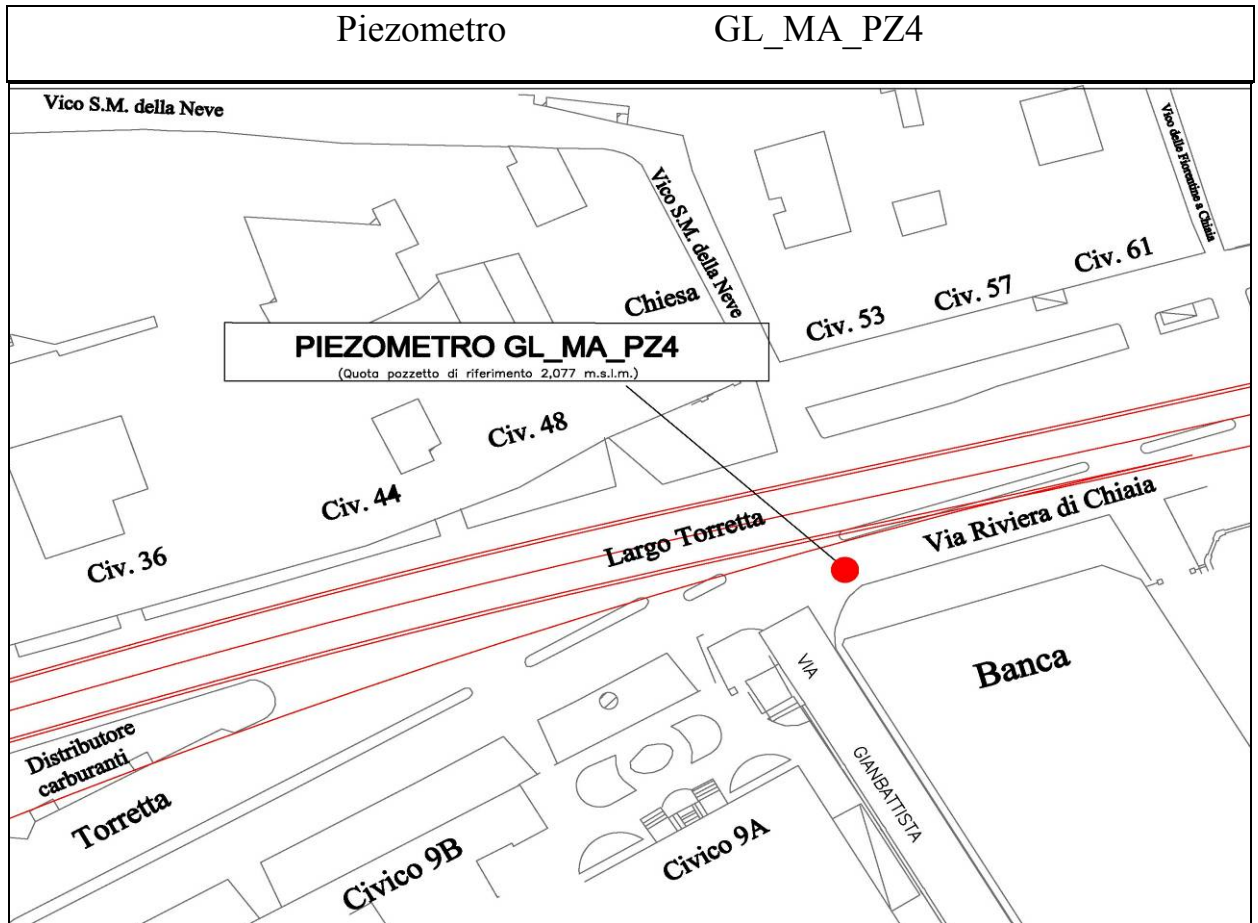 Piezometro GL_MA_PZ4
Vico S.M. della Neve
Vico delle Fiorentine a Chiaia
Vico S.M. della Neve
Civ. 61
Civ. 57
Chiesa
Civ. 53
PIEZOMETRO GL_MA_PZ4
(Quota pozzetto di riferimento 2,077 m.s.l.m.)
Civ. 48
Civ. 44
Civ. 36
Largo Torretta
Via Riviera di Chiaia
Banca
VIA
GIANBATTISTA
Distributore
carburanti
Torretta
Civico 9B
Civico 9A